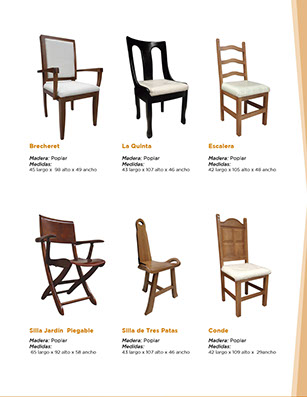 Brecheret
Madera: Poplar
Medidas:
45 largo x 98 alto x 49 ancho
La Quinta
Madera: Poplar
Medidas:
43 largo x 107 alto x 46 ancho
Escalera
Madera: Poplar
Medidas:
42 largo x 105 alto x 48 ancho
Silla Jardín Plegable
Madera: Poplar
Medidas:
65 largo x 92 alto x 58 ancho
Silla de Tres Patas
Madera: Poplar
Medidas:
43 largo x 107 alto x 46 ancho
Conde
Madera: Poplar
Medidas:
42 largo x 109 alto x 29ancho